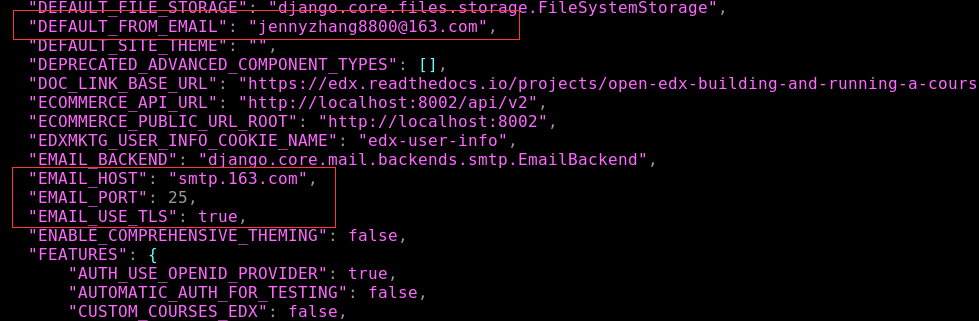 "DEFAULT_FILE_STORAGE": "django.core.files.storage.FileSystemStorage",
"DEFAULT_FROM_EMAIL": "jennyzhang8800@163.com",
"DEFAULT_SITE_THEME": "",
"DEPRECATED_ADVANCED_COMPONENT_TYPES": [],
"DOC_LINK_BASE_URL": "https://edx.readthedocs.io/projects/open-edx-building-and-running-a-cours
"ECOMMERCE_API_URL": "http://localhost:8002/api/v2",
"ECOMMERCE_PUBLIC_URL_ROOT": "http://localhost:8002",
"EDXMKTG_USER_INFO_COOKIE_NAME": "edx-user-info",
"EMAIL_BACKEND": "django.core.mail.backends.smtp.EmailBackend",
"EMAIL_HOST": "smtp.163.com",
"EMAIL_PORT": 25,
"EMAIL_USE_TLS": true,
"ENABLE_COMPREHENSIVE_THEMING": false,
"FEATURES": {
"AUTH_USE_OPENID_PROVIDER": true,
"AUTOMATIC_AUTH_FOR_TESTING": false,
"CUSTOM_COURSES_EDX": false,